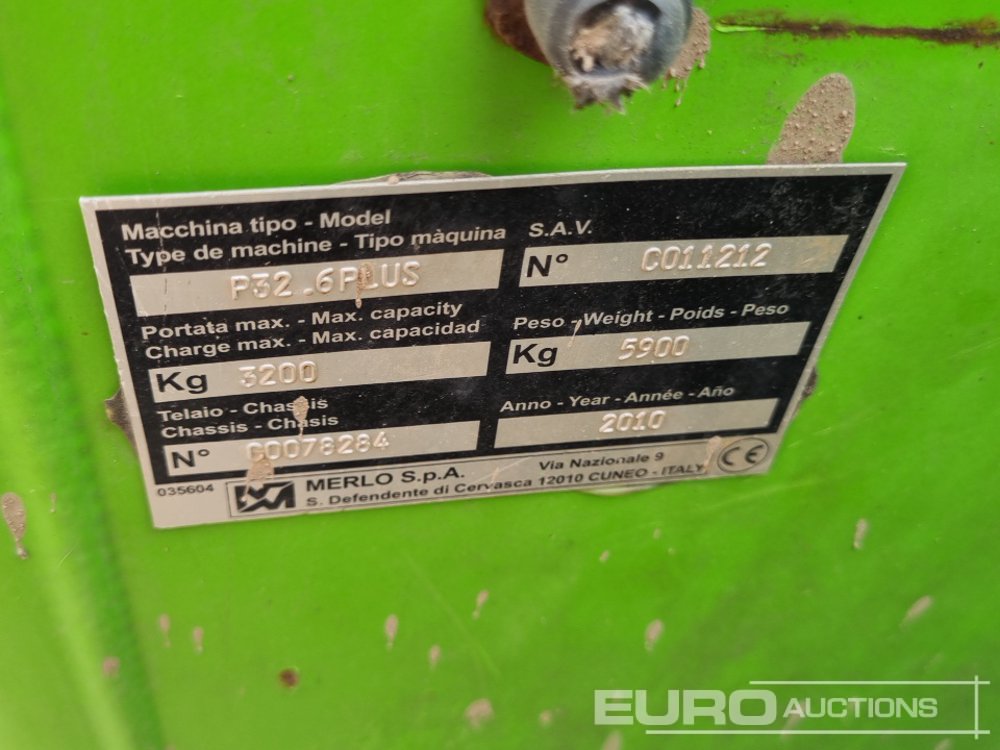 Macchina tipo - Model
Type de machine - Tipo màquina
P32.6PLUS
S.A.V.
N° C011212
Portata max. - Max. capacity
Charge max. - Max. capacidad
Kg 3200
Peso - Weight - Poids - Peso
Kg 5900
Telaio - Chassis
Chassis - Chasis
N° C0078284
Anno - Year - Année - Año
2010
035604
MERLO S.p.A.
Via Nazionale 9
S. Defendente di Cervasca 12010 CUNEO - ITALY
CE
EURO AUCTIONS